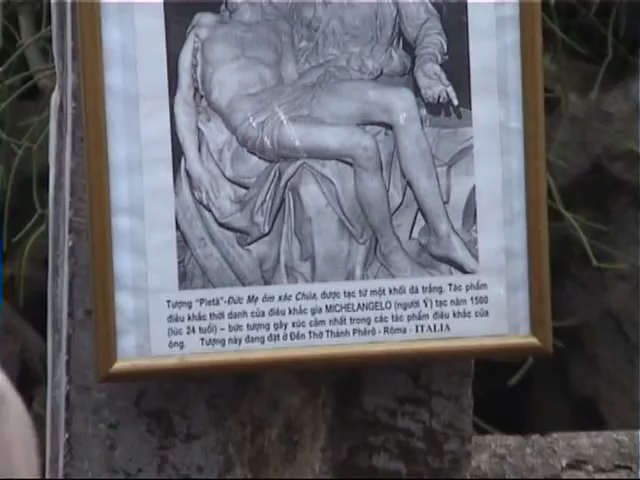 Tượng "Pietà"-Đức Mẹ ôm xác Chúa, được tạc từ một khối đá trắng. Tác phẩm
điêu khắc thời danh của điêu khắc gia MICHELANGELO (người Ý) tạc năm 1500
(lúc 24 tuổi) – bức tượng gây xúc cảm nhất trong các tác phẩm điêu khắc của
ông. Tượng này đang đặt ở Đền Thờ Thánh Phêrô - Rôma - ITALIA